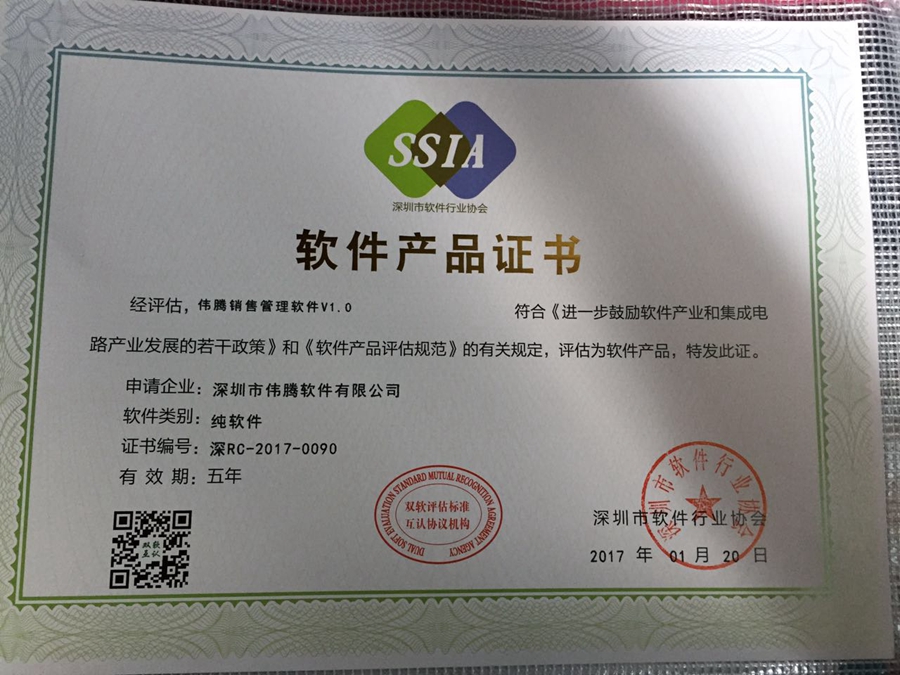 SSIA
深圳市软件行业协会
软件产品证书
经评估，伟腾销售管理软件V1.0 符合《进一步鼓励软件产业和集成电
路产业发展的若干政策》和《软件产品评估规范》的有关规定，评估为软件产品，特发此证。
申请企业：深圳市伟腾软件有限公司
软件类别：纯软件
证书编号：深RC-2017-0090
有 效 期：五年
双软
互认
DUAL SOFT EVALUATION STANDARD MUTUAL RECOGNITION AGREEMENT AGENCY
双软评估标准
互认协议机构
深圳市软件行业协会
深圳市软件行业协会
2017 年 01 月 20 日